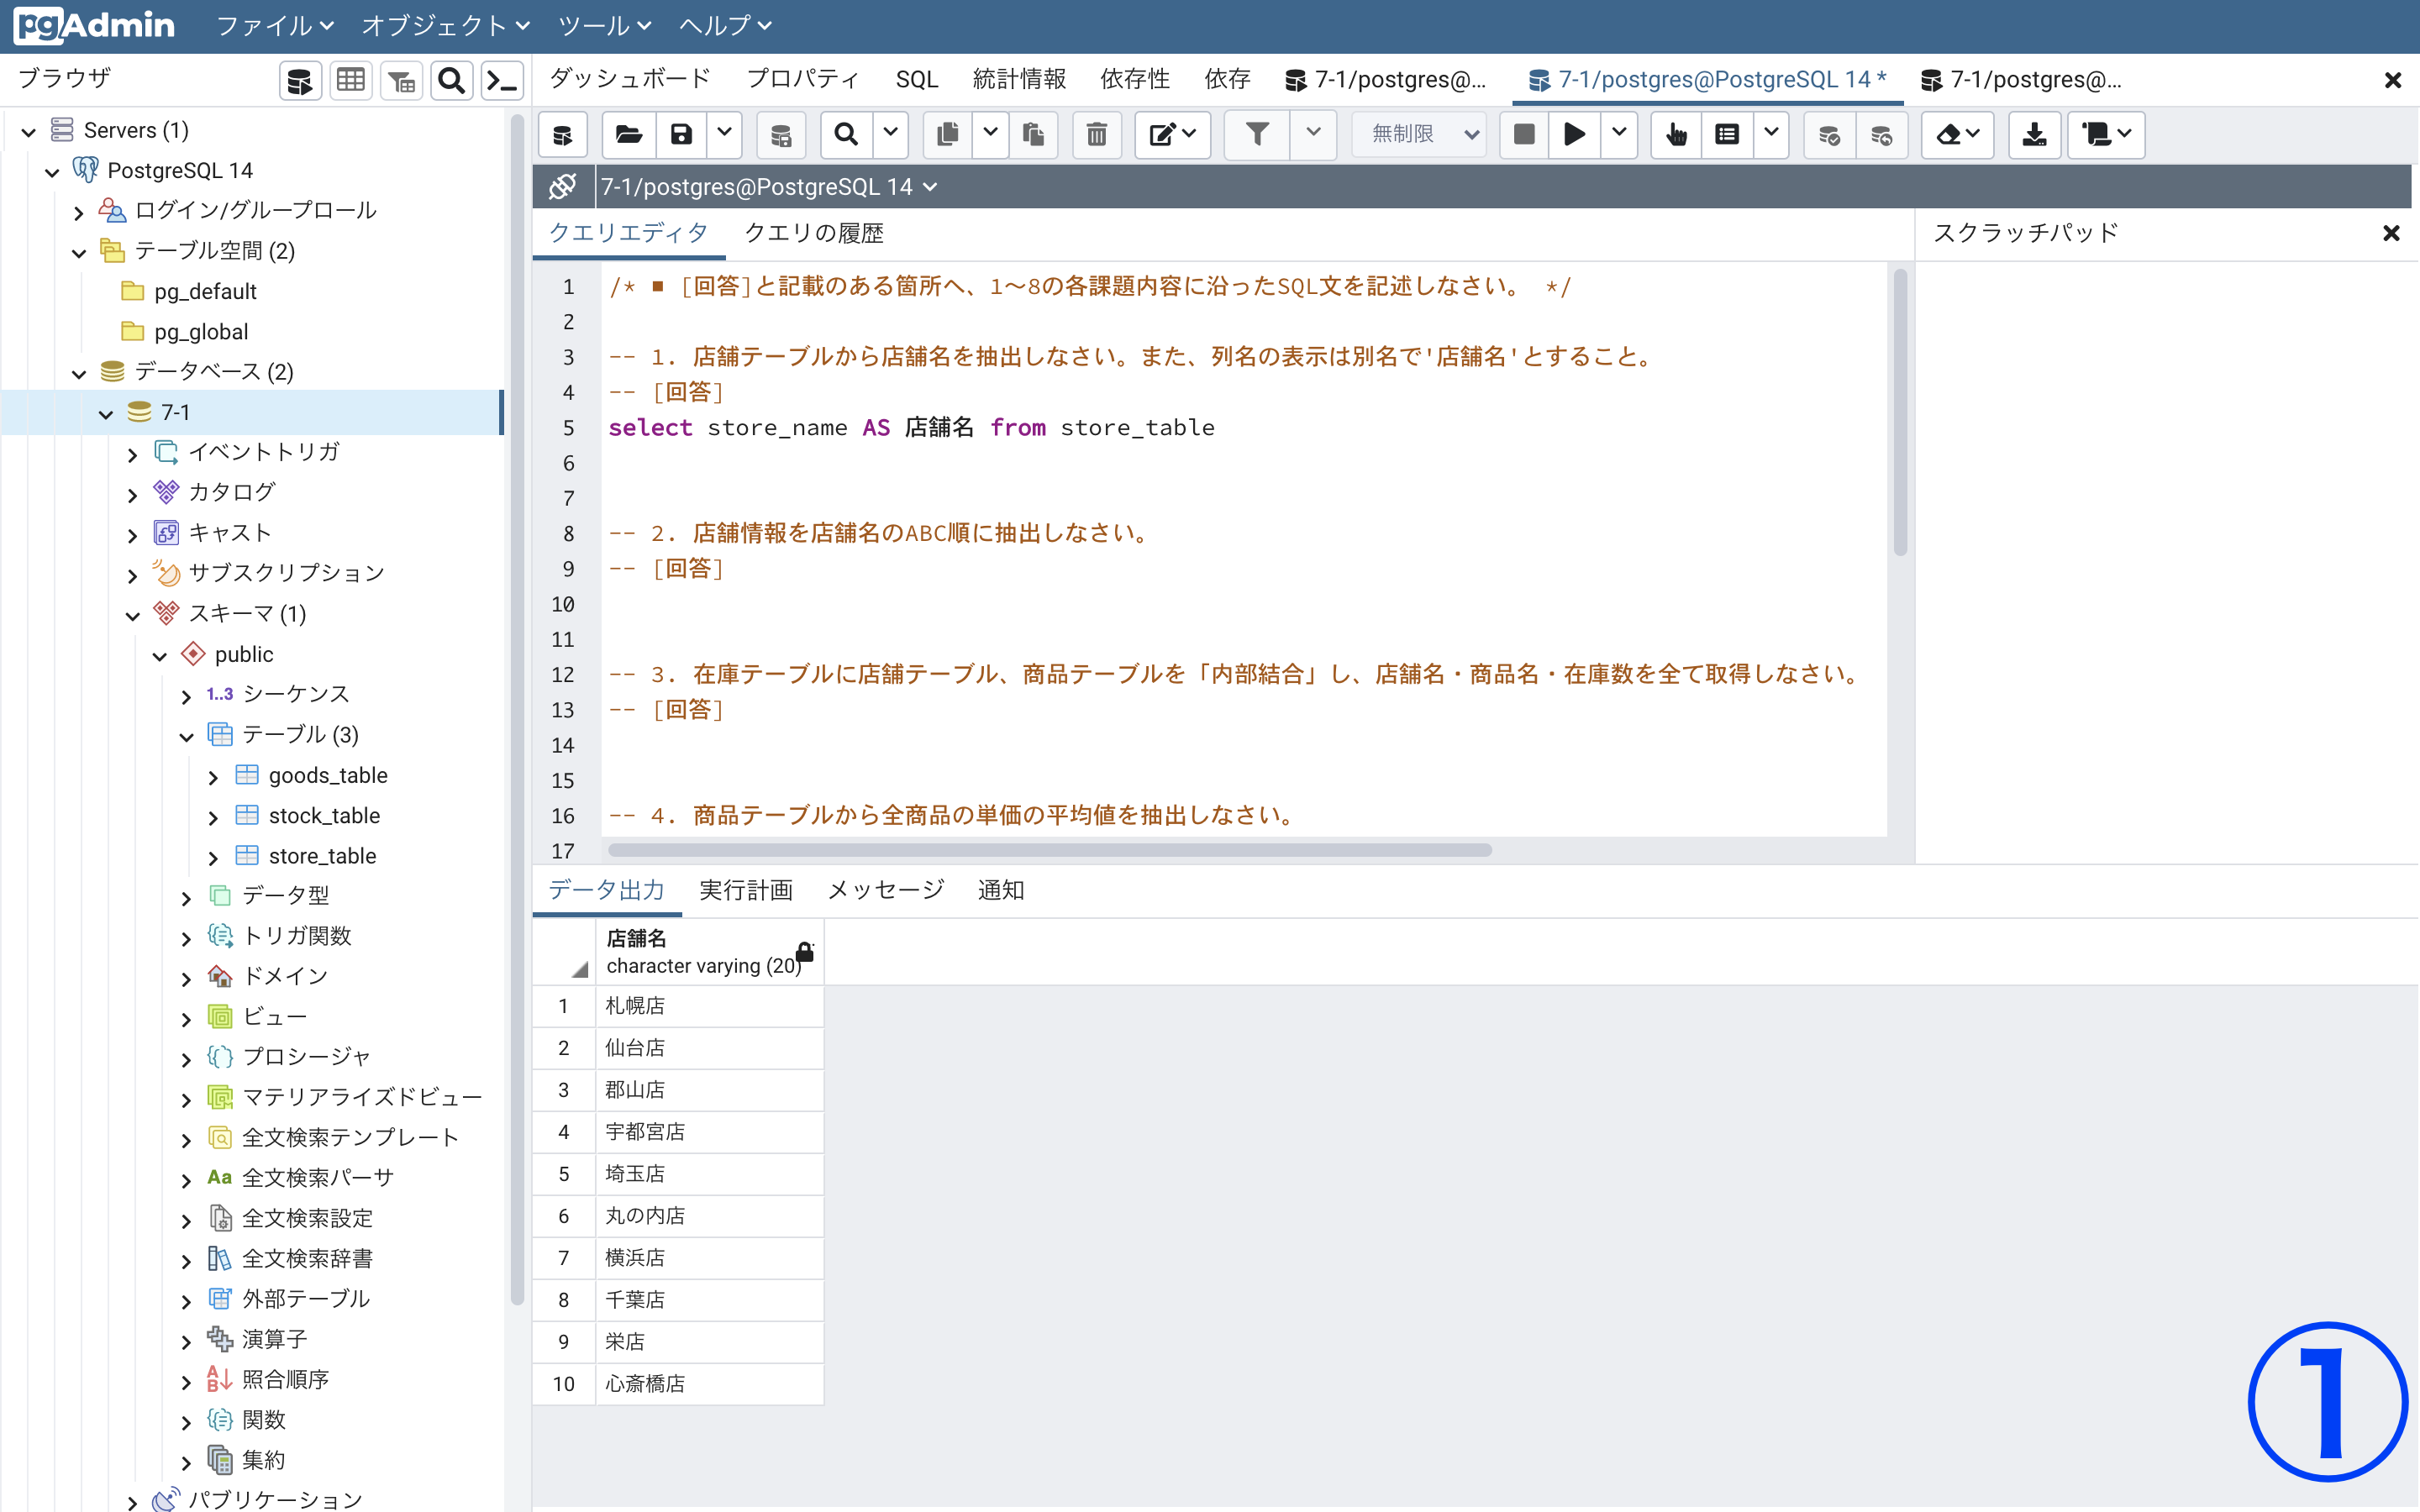 pgAdmin ファイル オブジェクト ツール ヘルプ
ブラウザ
ダッシュボード プロパティ SQL 統計情報 依存性 依存 7-1/postgres@... 7-1/postgres@PostgreSQL 14 * 7-1/postgres@...
Servers (1)
PostgreSQL 14
ログイン/グループロール
テーブル空間 (2)
pg_default
pg_global
データベース (2)
7-1
イベントトリガ
カタログ
キャスト
サブスクリプション
スキーマ (1)
public
1..3 シーケンス
テーブル (3)
goods_table
stock_table
store_table
データ型
トリガ関数
ドメイン
ビュー
プロシージャ
マテリアライズドビュー
全文検索テンプレート
Aa 全文検索パーサ
全文検索設定
全文検索辞書
外部テーブル
演算子
照合順序
関数
集約
パブリケーション
無制限
7-1/postgres@PostgreSQL 14
クエリエディタ クエリの履歴
スクラッチパッド
1 /* ■ [回答]と記載のある箇所へ、1〜8の各課題内容に沿ったSQL文を記述しなさい。 */
2
3 -- 1. 店舗テーブルから店舗名を抽出しなさい。また、列名の表示は別名で'店舗名'とすること。
4 -- [回答]
5 select store_name AS 店舗名 from store_table
6
7
8 -- 2. 店舗情報を店舗名のABC順に抽出しなさい。
9 -- [回答]
10
11
12 -- 3. 在庫テーブルに店舗テーブル、商品テーブルを「内部結合」し、店舗名・商品名・在庫数を全て取得しなさい。
13 -- [回答]
14
15
16 -- 4. 商品テーブルから全商品の単価の平均値を抽出しなさい。
17
データ出力 実行計画 メッセージ 通知
店舗名
character varying (20)
1 札幌店
2 仙台店
3 郡山店
4 宇都宮店
5 埼玉店
6 丸の内店
7 横浜店
8 千葉店
9 栄店
10 心斎橋店
①